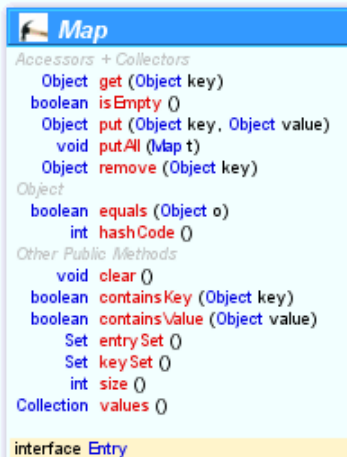 Map
Accessors + Collectors
Object get (Object key)
boolean isEmpty ()
Object put (Object key, Object value)
void putAll (Map t)
Object remove (Object key)
Object
boolean equals (Object o)
int hashCode ()
Other Public Methods
void clear ()
boolean containsKey (Object key)
boolean containsValue (Object value)
Set entrySet ()
Set keySet ()
int size ()
Collection values ()
interface Entry